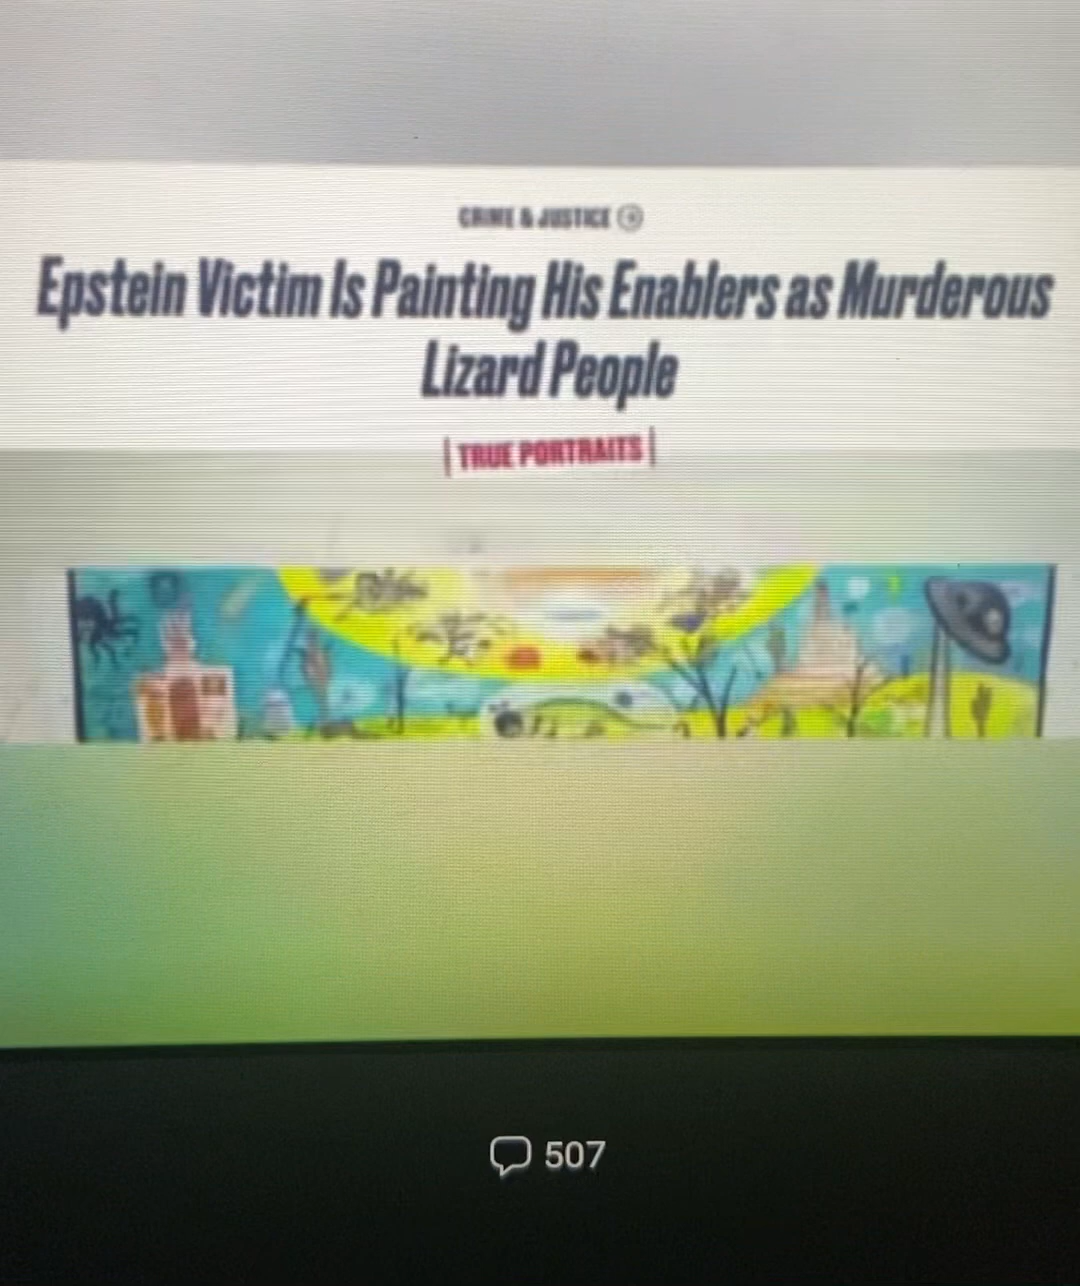 CRIME & JUSTICE
Epstein Victim Is Painting His Enablers as Murderous
Lizard People
TRUE PORTRAITS
507